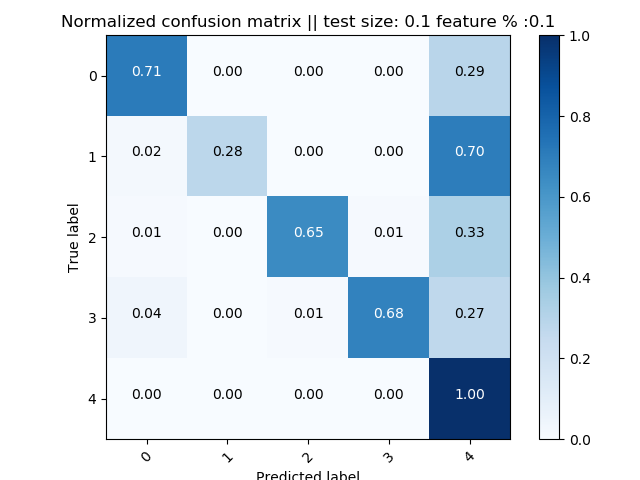 Normalized confusion matrix || test size: 0.1 feature % :0.1
0 0.71 0.00 0.00 0.00 0.29
1 0.02 0.28 0.00 0.00 0.70
2 0.01 0.00 0.65 0.01 0.33
3 0.04 0.00 0.01 0.68 0.27
4 0.00 0.00 0.00 0.00 1.00
0 1 2 3 4
True label
Predicted label
1.0
0.8
0.6
0.4
0.2
0.0